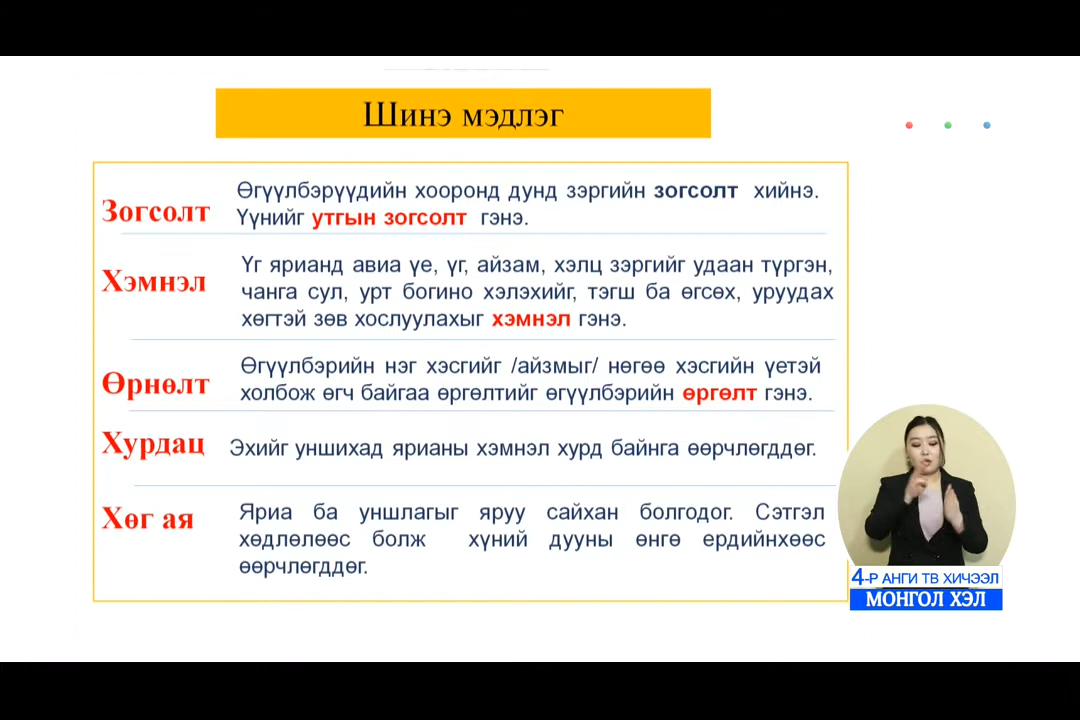 Шинэ мэдлэг
Зогсолт
Өгүүлбэрүүдийн хооронд дунд зэргийн зогсолт хийнэ.
Үүнийг утгын зогсолт гэнэ.
Хэмнэл
Үг ярианд авиа үе, үг, айзам, хэлц зэргийг удаан түргэн,
чанга сул, урт богино хэлэхийг, тэгш ба өгсөх, уруудах
хөгтэй зөв хослуулахыг хэмнэл гэнэ.
Өрнөлт
Өгүүлбэрийн нэг хэсгийг /айзмыг/ нөгөө хэсгийн үетэй
холбож өгч байгаа өргөлтийг өгүүлбэрийн өргөлт гэнэ.
Хурдац
Эхийг уншихад ярианы хэмнэл хурд байнга өөрчлөгддөг.
Хөг ая
Яриа ба уншлагыг яруу сайхан болгодог. Сэтгэл
хөдлөлөөс болж хүний дууны өнгө ердийнхөөс
өөрчлөгддөг.
4-Р АНГИ ТВ ХИЧЭЭЛ
МОНГОЛ ХЭЛ